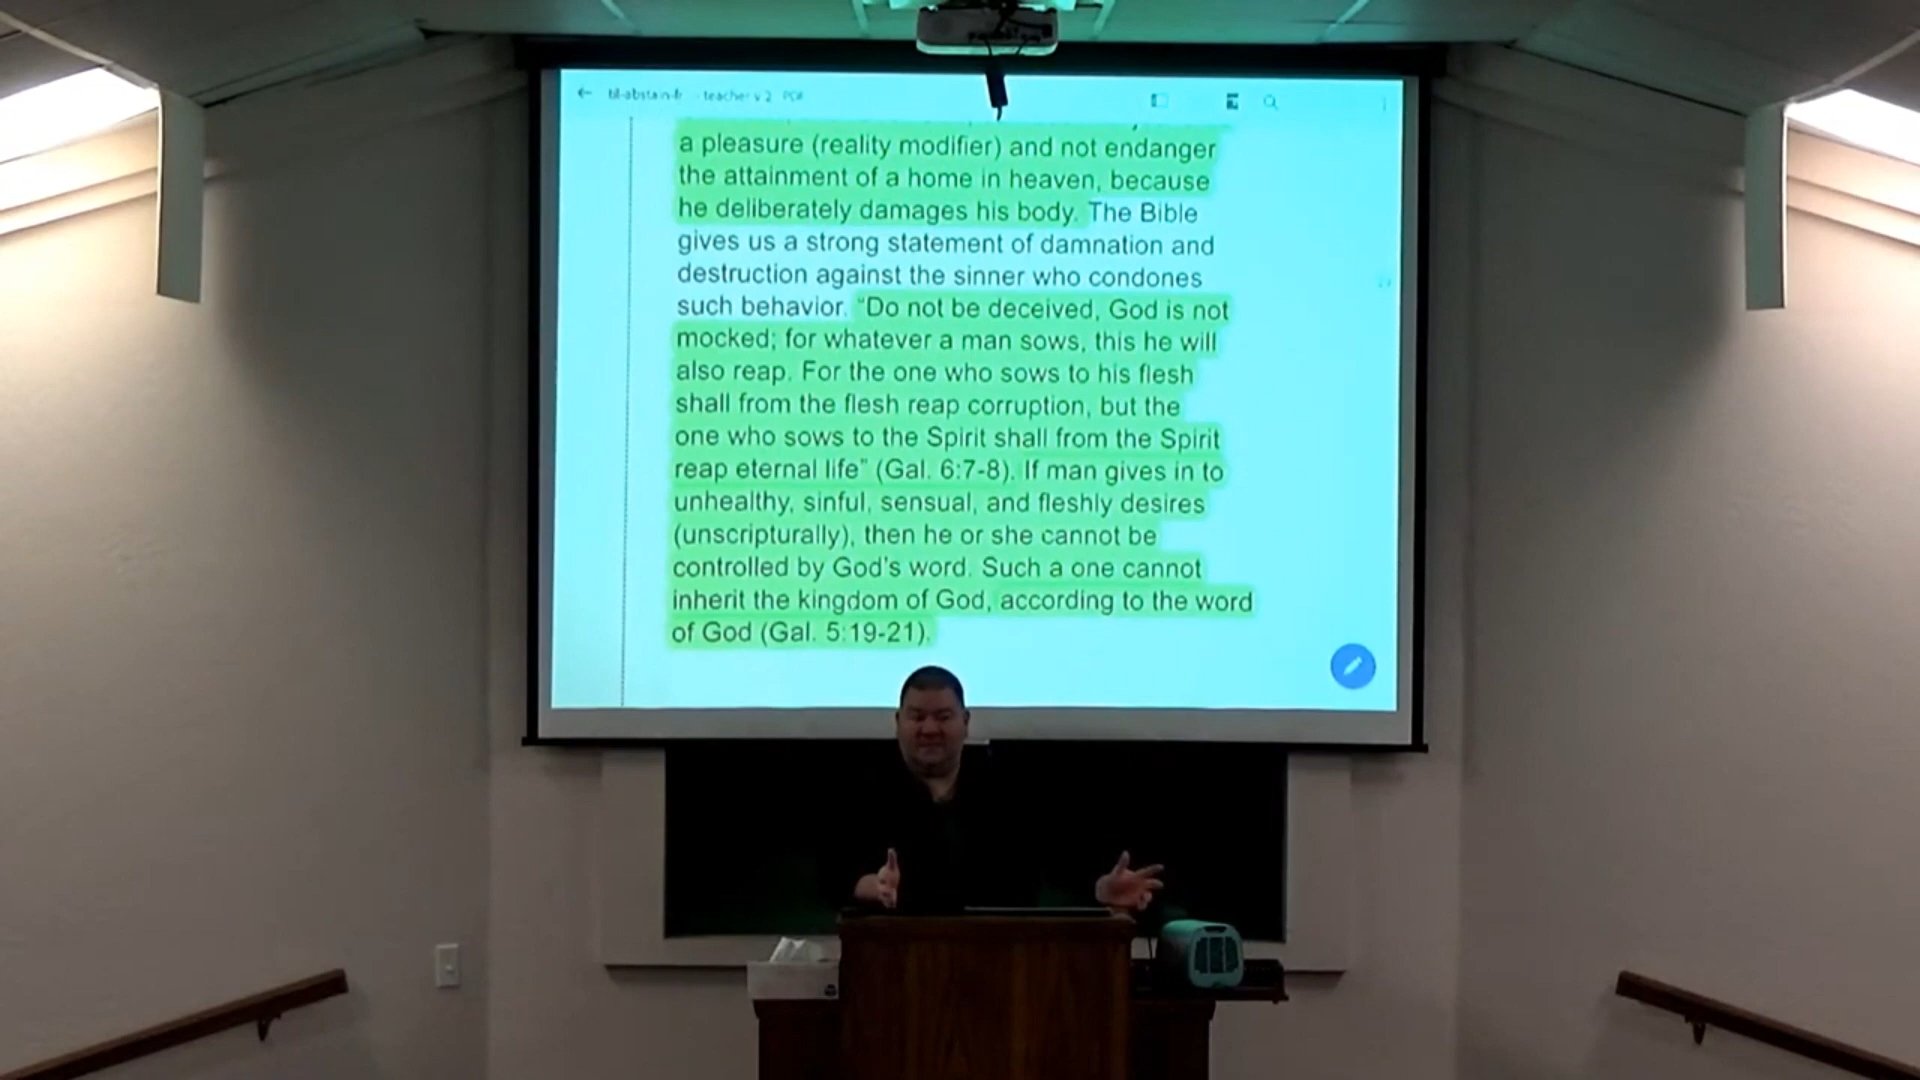 teacher v 2
a pleasure (reality modifier) and not endanger
the attainment of a home in heaven, because
he deliberately damages his body. The Bible
gives us a strong statement of damnation and
destruction against the sinner who condones
such behavior. “Do not be deceived, God is not
mocked; for whatever a man sows, this he will
also reap. For the one who sows to his flesh
shall from the flesh reap corruption, but the
one who sows to the Spirit shall from the Spirit
reap eternal life” (Gal. 6:7-8). If man gives in to
unhealthy, sinful, sensual, and fleshly desires
(unscripturally), then he or she cannot be
controlled by God's word. Such a one cannot
inherit the kingdom of God, according to the word
of God (Gal. 5:19-21).